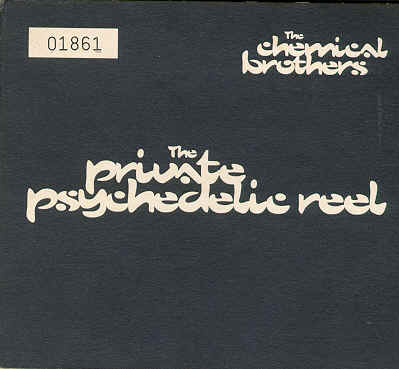 01861
The
chemical
brothers
The
private
psychedelic reel